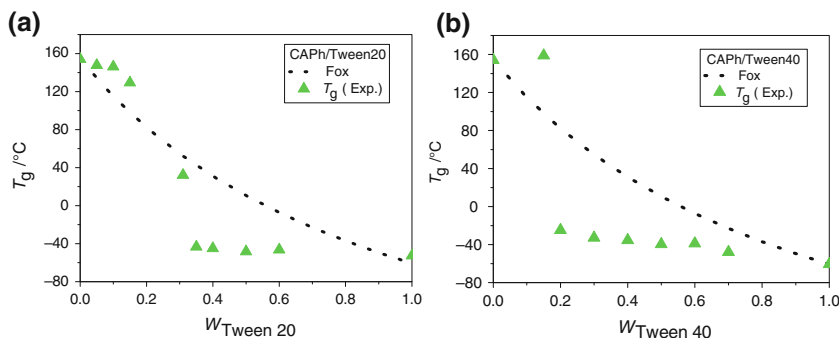 (a)
160
120
80
40
0
−40
−80
Tg /°C
CAPh/Tween20
Fox
Tg ( Exp.)
0.0 0.2 0.4 0.6 0.8 1.0
WTween 20
(b)
160
120
80
40
0
−40
−80
Tg /°C
CAPh/Tween40
Fox
Tg ( Exp.)
0.0 0.2 0.4 0.6 0.8 1.0
WTween 40